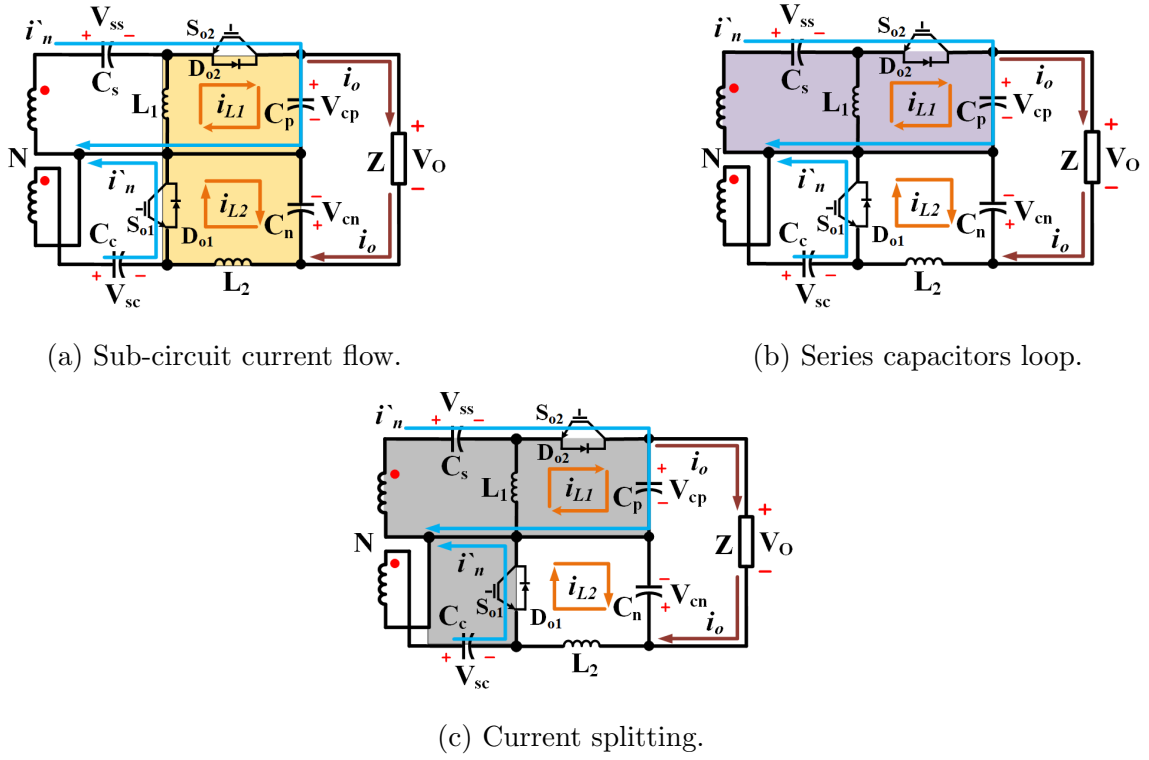 i`n
Vss
+ −
Cs
So2
Do2
L1
iL1
Cp
+
−
Vcp
io
N
i`n
So1
Do1
iL2
Cn
−
+
Vcn
Z
+
VO
−
io
Cc
+ −
Vsc
L2
(a) Sub-circuit current flow.
i`n
Vss
+ −
Cs
So2
Do2
L1
iL1
Cp
+
−
Vcp
io
N
i`n
So1
Do1
iL2
Cn
−
+
Vcn
Z
+
VO
−
io
Cc
+ −
Vsc
L2
(b) Series capacitors loop.
i`n
Vss
+ −
Cs
So2
Do2
L1
iL1
Cp
+
−
Vcp
io
N
i`n
So1
Do1
iL2
Cn
−
+
Vcn
Z
+
VO
−
io
Cc
+ −
Vsc
L2
(c) Current splitting.